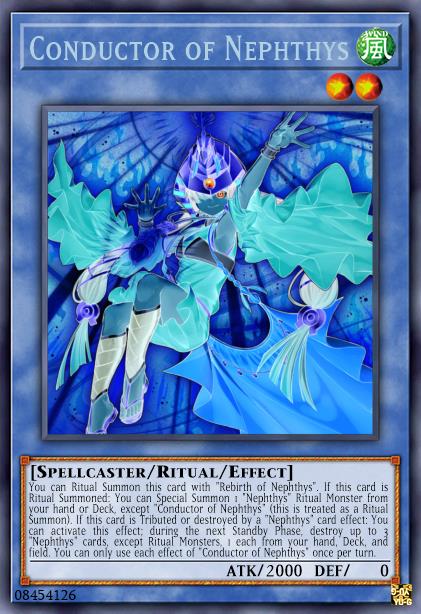 CONDUCTOR OF NEPHTHYS
WIND
風
[SPELLCASTER/RITUAL/EFFECT]
You can Ritual Summon this card with "Rebirth of Nephthys". If this card is
Ritual Summoned: You can Special Summon 1 "Nephthys" Ritual Monster from
your hand or Deck, except "Conductor of Nephthys" (this is treated as a Ritual
Summon). If this card is Tributed or destroyed by a "Nephthys" card effect: You
can activate this effect; during the next Standby Phase, destroy up to 3
"Nephthys" cards, except Ritual Monsters, 1 each from your hand, Deck, and
field. You can only use each effect of "Conductor of Nephthys" once per turn.
ATK/2000 DEF/ 0
08454126